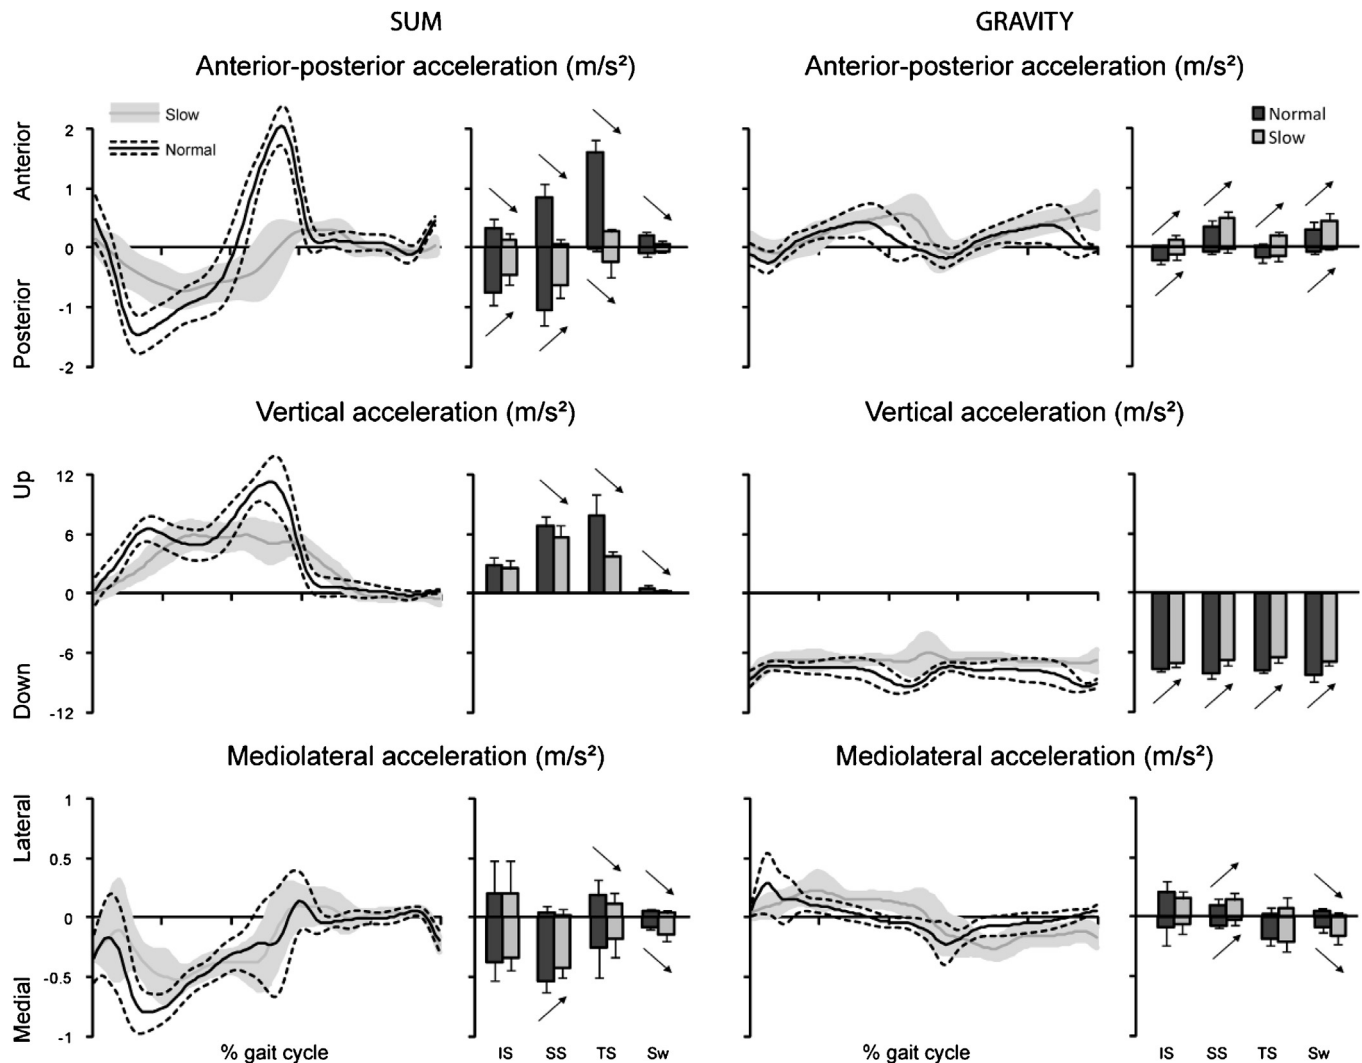 SUM
GRAVITY
Anterior-posterior acceleration (m/s²)
Anterior-posterior acceleration (m/s²)
Anterior
Posterior
2
1
0
-1
-2
Slow
Normal
Normal
Slow
Vertical acceleration (m/s²)
Vertical acceleration (m/s²)
Up
Down
12
6
0
-6
-12
Mediolateral acceleration (m/s²)
Mediolateral acceleration (m/s²)
Lateral
Medial
1
0.5
0
-0.5
-1
% gait cycle
IS SS TS Sw
% gait cycle
IS SS TS Sw